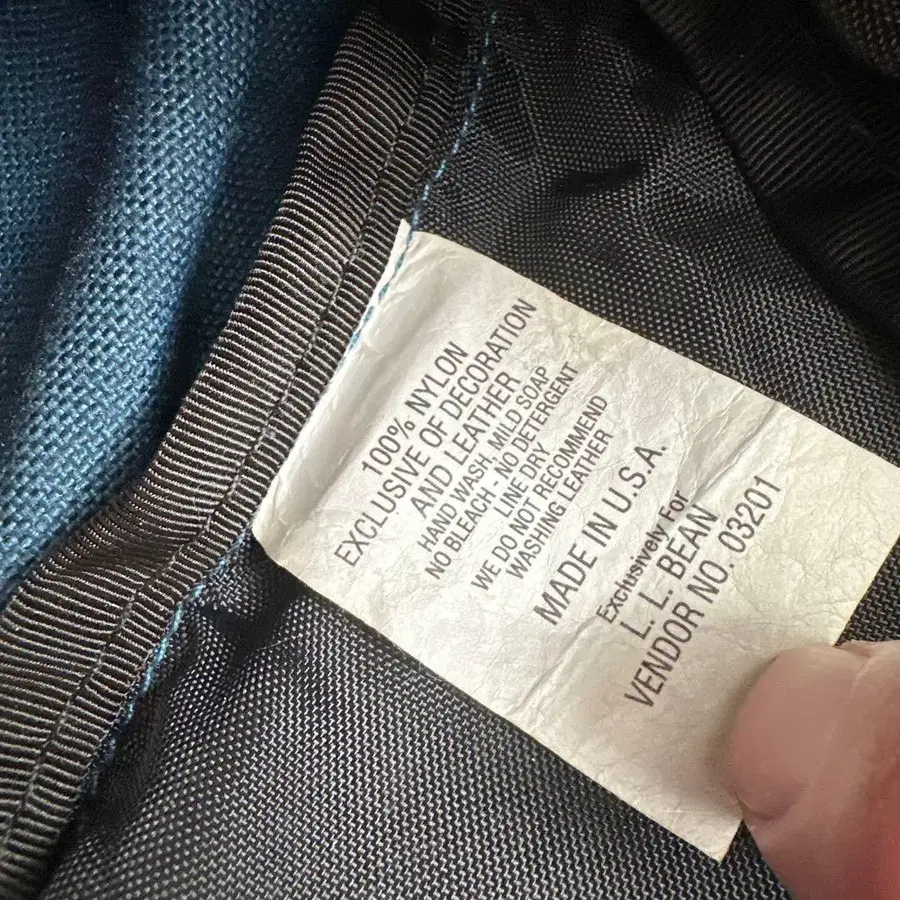 100% NYLON
EXCLUSIVE OF DECORATION
AND LEATHER
HAND WASH, MILD SOAP
NO BLEACH - NO DETERGENT
LINE DRY
WE DO NOT RECOMMEND
WASHING LEATHER
MADE IN U.S.A.
Exclusively For
L. L. BEAN
VENDOR NO. 03201